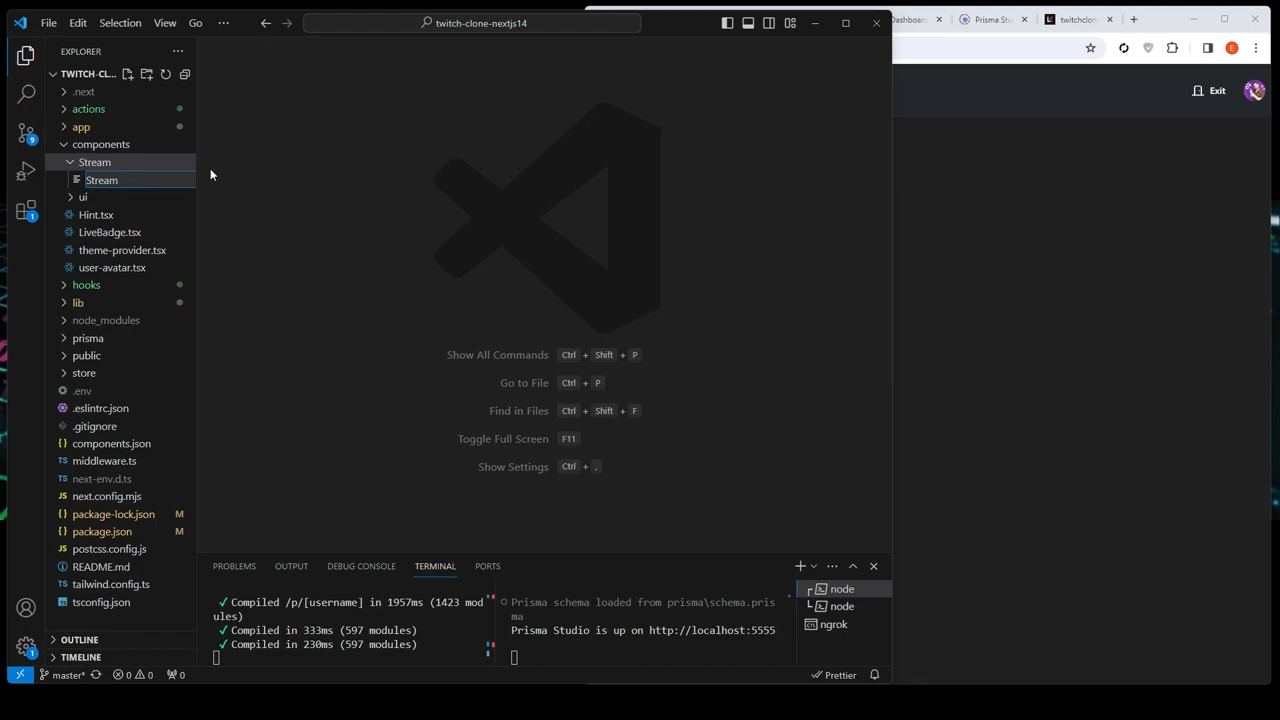 File Edit Selection View Go ···
twitch-clone-nextjs14
Dashboard
Prisma Stu
twitchclon
EXPLORER
TWITCH-CL...
.next
actions
app
components
Stream
Stream
ui
Hint.tsx
LiveBadge.tsx
theme-provider.tsx
user-avatar.tsx
hooks
lib
node_modules
prisma
public
store
.env
.eslintrc.json
.gitignore
components.json
middleware.ts
next-env.d.ts
next.config.mjs
package-lock.json M
package.json M
postcss.config.js
README.md
tailwind.config.ts
tsconfig.json
OUTLINE
TIMELINE
9
1
1
Show All Commands Ctrl + Shift + P
Go to File Ctrl + P
Find in Files Ctrl + Shift + F
Toggle Full Screen F11
Show Settings Ctrl + ,
PROBLEMS OUTPUT DEBUG CONSOLE TERMINAL PORTS
✓ Compiled /p/[username] in 1957ms (1423 mod
ules)
✓ Compiled in 333ms (597 modules)
✓ Compiled in 230ms (597 modules)
Prisma schema loaded from prisma\schema.pris
ma
Prisma Studio is up on http://localhost:5555
node
node
ngrok
master* 0 0 0
Prettier
E
Exit